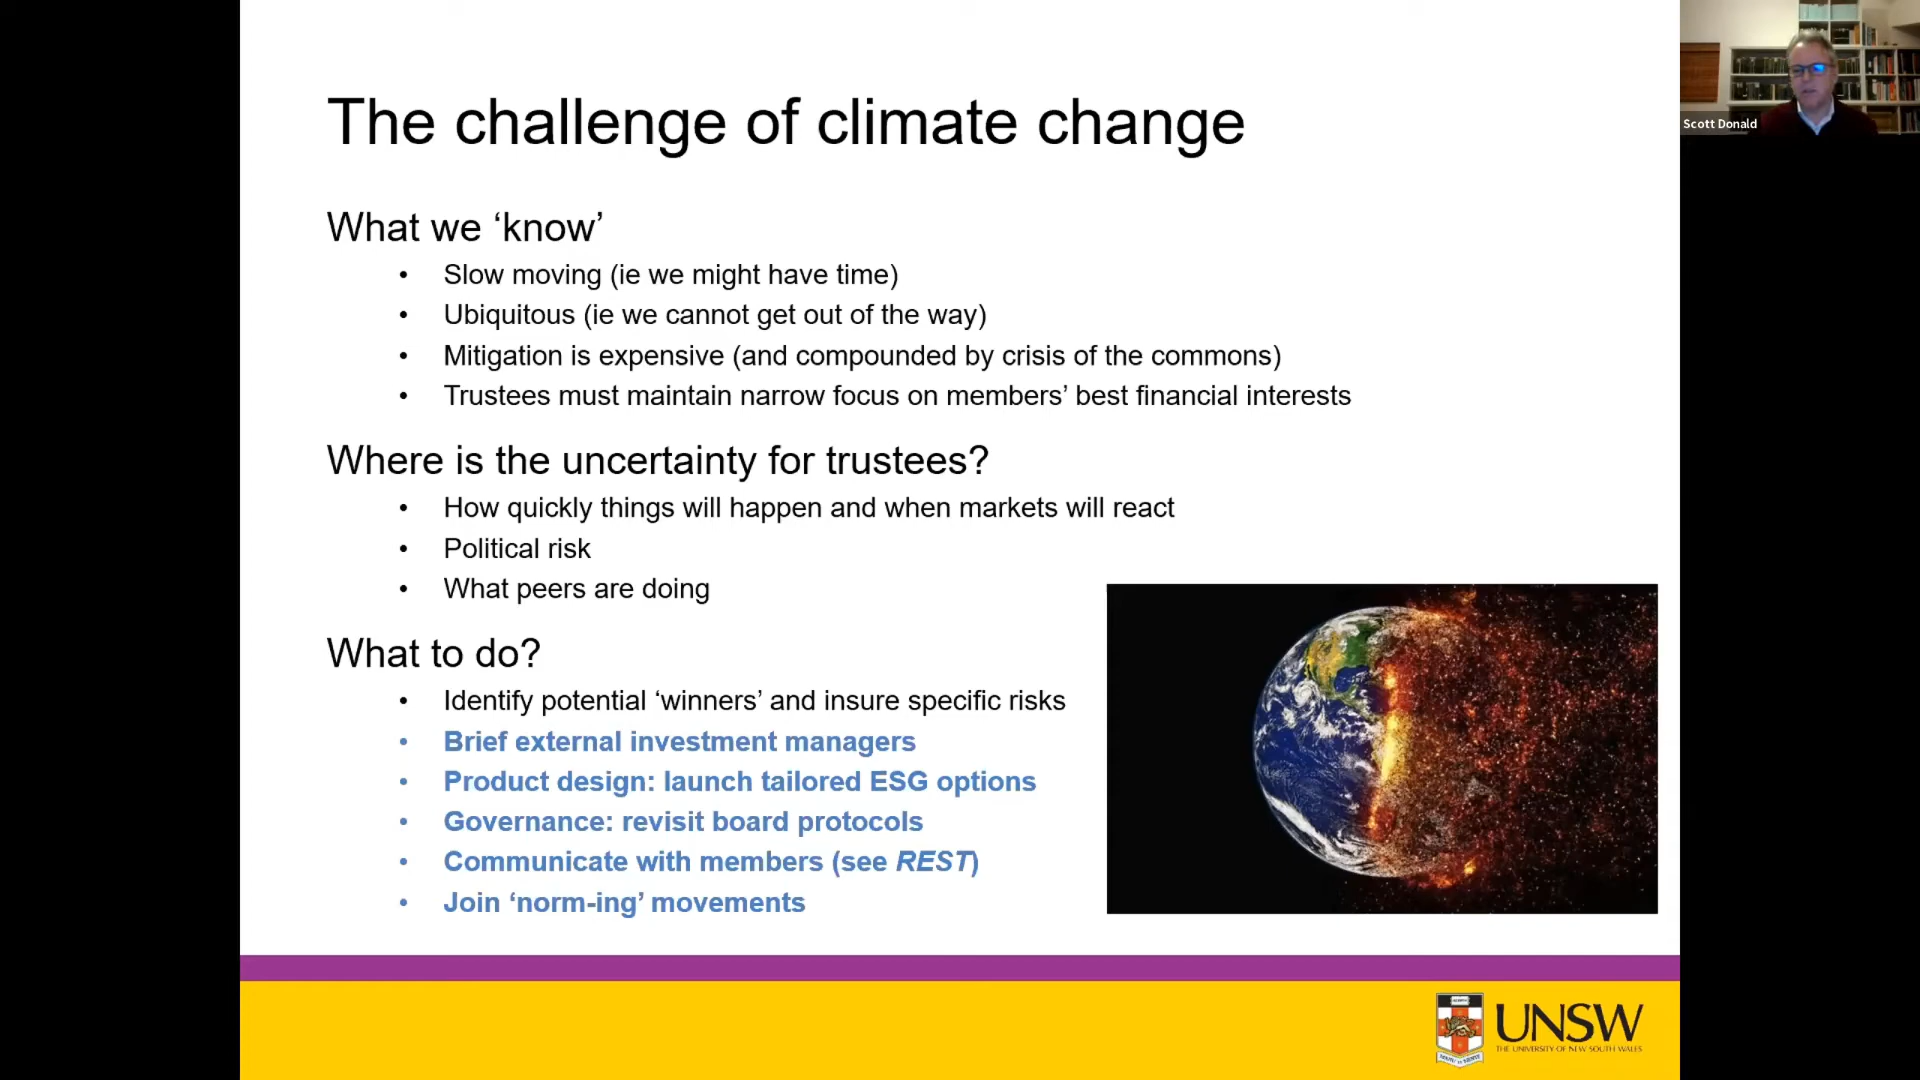 The challenge of climate change
Scott Donald
What we ‘know’
• Slow moving (ie we might have time)
• Ubiquitous (ie we cannot get out of the way)
• Mitigation is expensive (and compounded by crisis of the commons)
• Trustees must maintain narrow focus on members’ best financial interests
Where is the uncertainty for trustees?
• How quickly things will happen and when markets will react
• Political risk
• What peers are doing
What to do?
• Identify potential ‘winners’ and insure specific risks
• Brief external investment managers
• Product design: launch tailored ESG options
• Governance: revisit board protocols
• Communicate with members (see REST)
• Join ‘norm-ing’ movements
UNSW
THE UNIVERSITY OF NEW SOUTH WALES